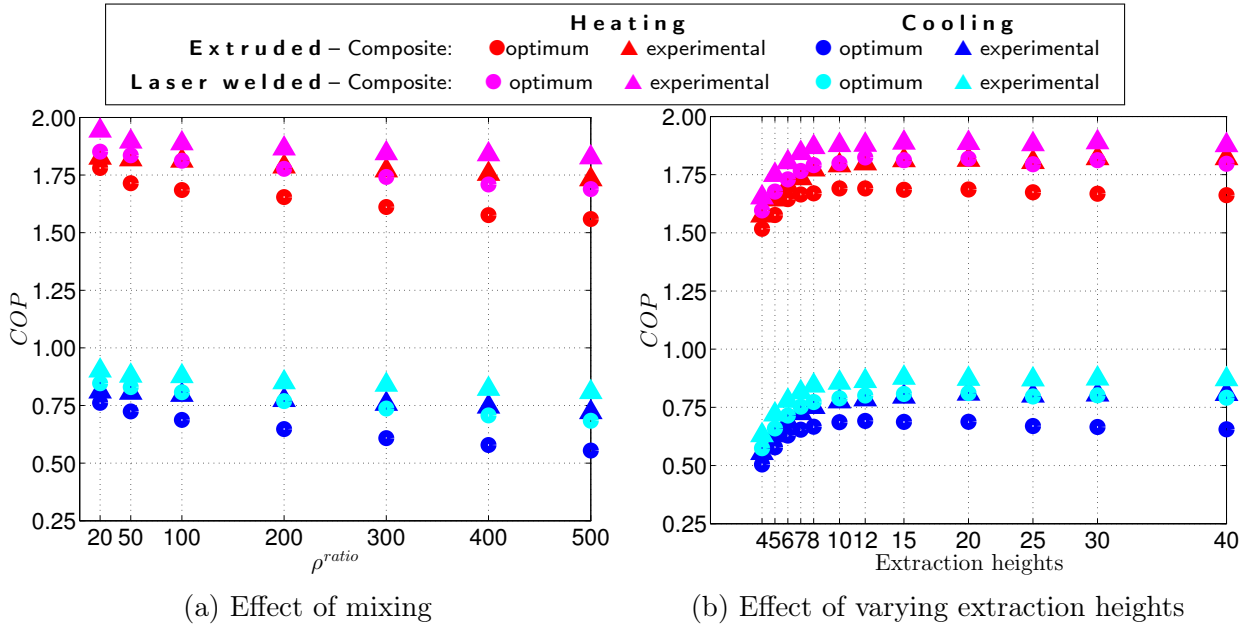 Heating Cooling
Extruded – Composite: optimum experimental optimum experimental
Laser welded – Composite: optimum experimental optimum experimental
2.00
1.75
1.50
1.25
1.00
0.75
0.50
0.25
COP
20 50 100 200 300 400 500
ρ^ratio
(a) Effect of mixing
2.00
1.75
1.50
1.25
1.00
0.75
0.50
0.25
COP
4 5 6 7 8 10 12 15 20 25 30 40
Extraction heights
(b) Effect of varying extraction heights